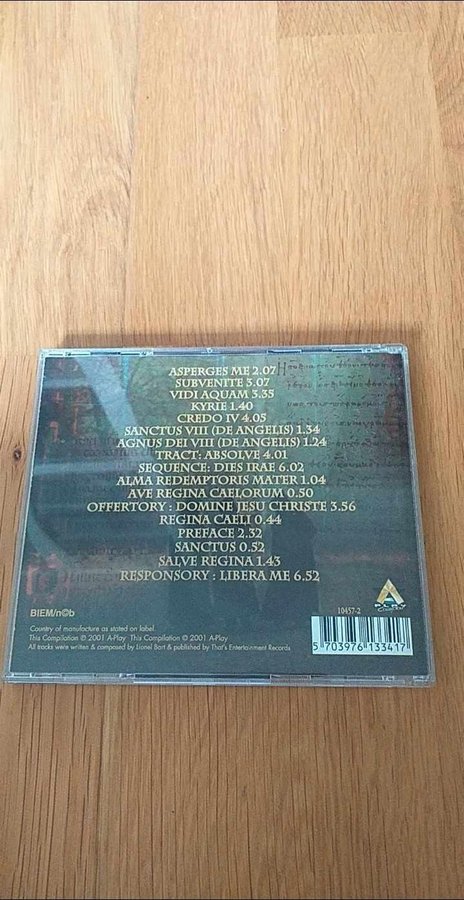 ASPERGES ME 2.07
SUBVENITE 3.07
VIDI AQUAM 3.35
KYRIE 1.40
CREDO IV 4.05
SANCTUS VIII (DE ANGELIS) 1.34
AGNUS DEI VIII (DE ANGELIS) 1.24
TRACT: ABSOLVE 4.01
SEQUENCE: DIES IRAE 6.02
ALMA REDEMPTORIS MATER 1.04
AVE REGINA CAELORUM 0.50
OFFERTORY : DOMINE JESU CHRISTE 3.56
REGINA CAELI 0.44
PREFACE 2.32
SANCTUS 0.52
SALVE REGINA 1.43
RESPONSORY : LIBERA ME 6.52
BIEM/n©b
Country of manufacture as stated on label.
This Compilation ℗ 2001 A-Play This Compilation © 2001 A-Play
All tracks were written & composed by Lionel Bart & published by That's Entertainment Records
A
PLAY
10457-2
5 703976 133417